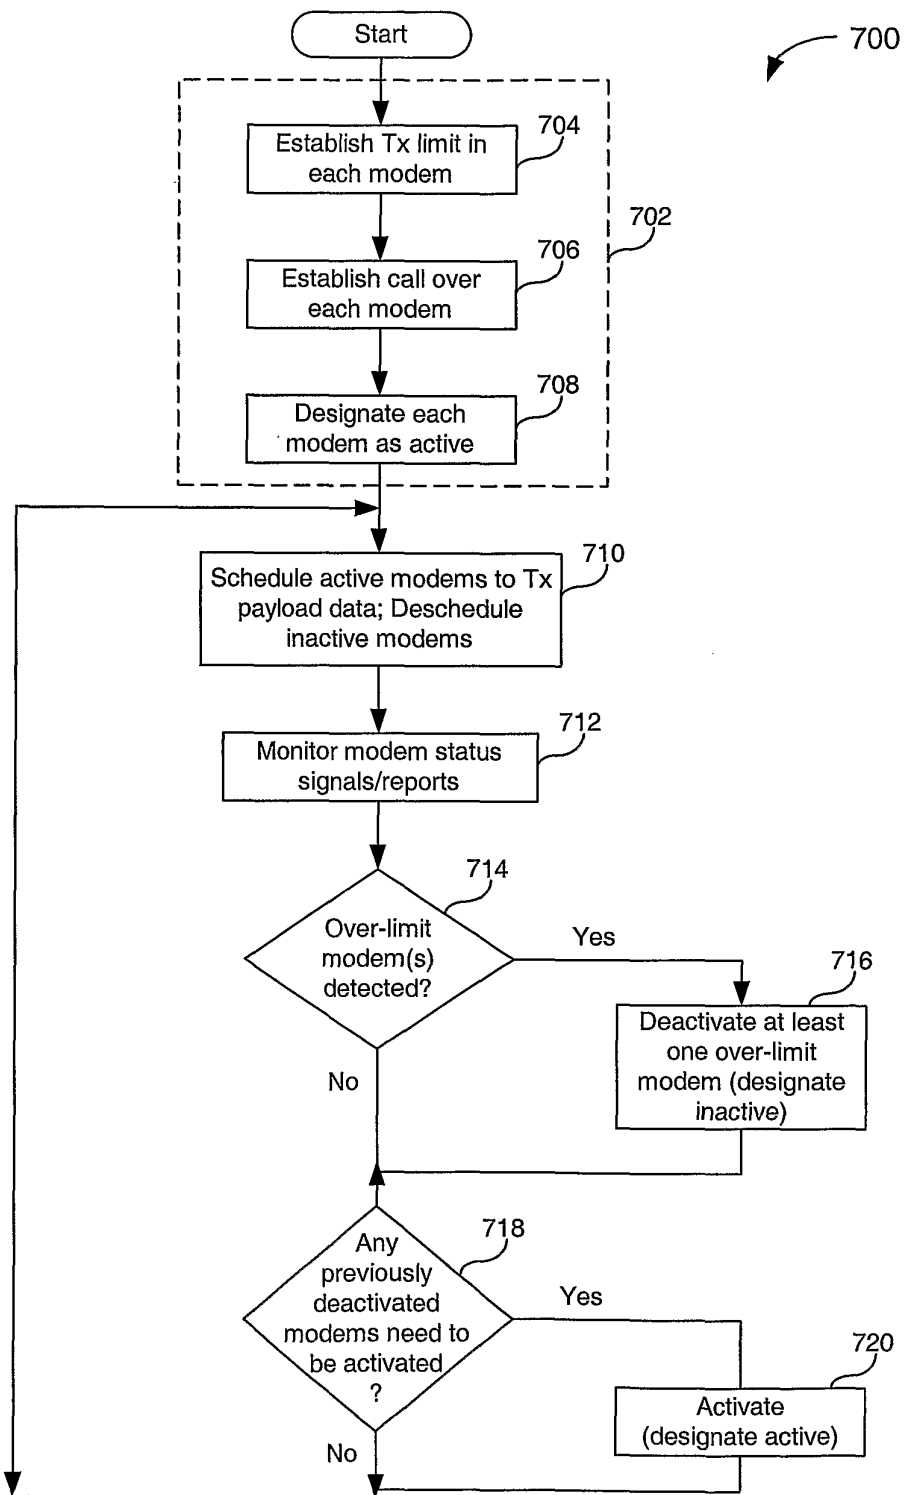 Start
700
Establish Tx limit in
each modem
704
702
Establish call over
each modem
706
Designate each
modem as active
708
Schedule active modems to Tx
payload data; Deschedule
inactive modems
710
Monitor modem status
signals/reports
712
Over-limit
modem(s)
detected?
714
Yes
No
Deactivate at least
one over-limit
modem (designate
inactive)
716
Any
previously
deactivated
modems need to
be activated
?
718
Yes
No
Activate
(designate active)
720